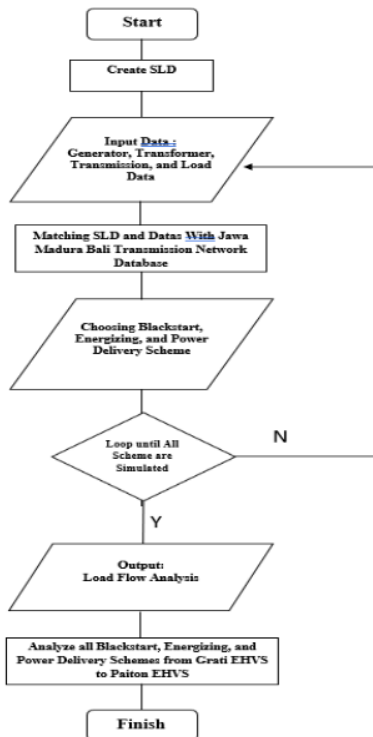 Start
Create SLD
Input Data :
Generator, Transformer,
Transmission, and Load
Data
Matching SLD and Datas With Jawa
Madura Bali Transmission Network
Database
Choosing Blackstart,
Energizing, and Power
Delivery Scheme
Loop until All
Scheme are
Simulated
N
Y
Output:
Load Flow Analysis
Analyze all Blackstart, Energizing, and
Power Delivery Schemes from Grati EHVS
to Paiton EHVS
Finish